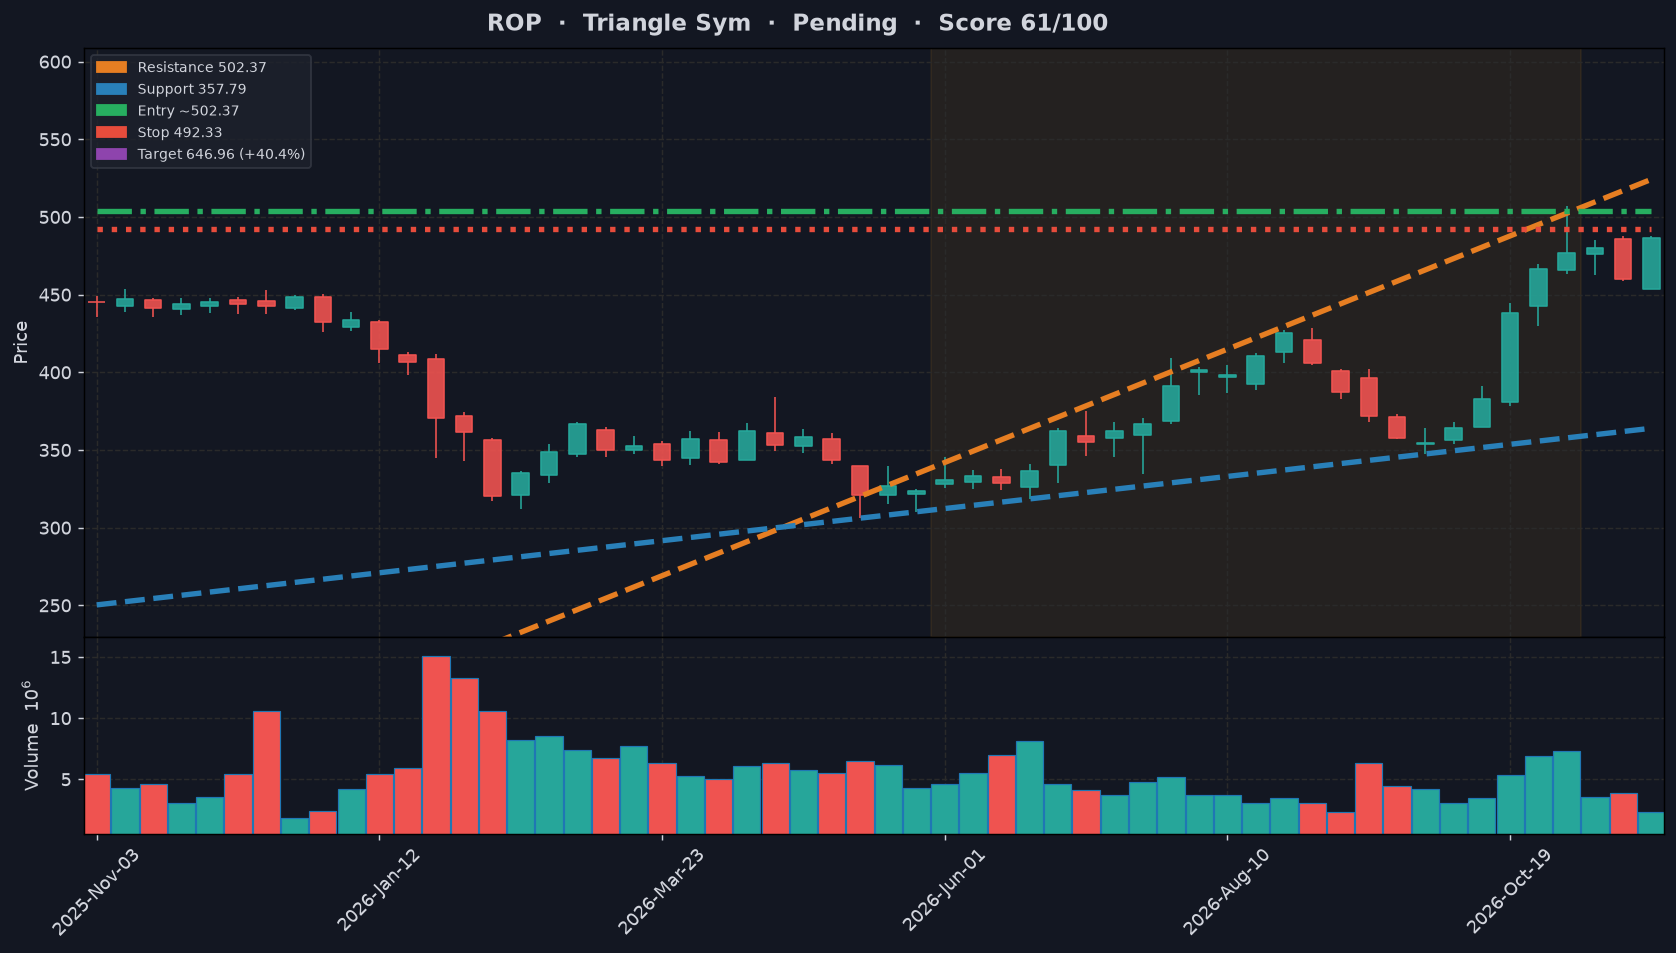 ROP · Triangle Sym · Pending · Score 61/100
Resistance 502.37
Support 357.79
Entry ~502.37
Stop 492.33
Target 646.96 (+40.4%)
600
550
500
450
400
350
300
250
Price
15
10
5
Volume 10⁶
2025-Nov-03
2026-Jan-12
2026-Mar-23
2026-Jun-01
2026-Aug-10
2026-Oct-19